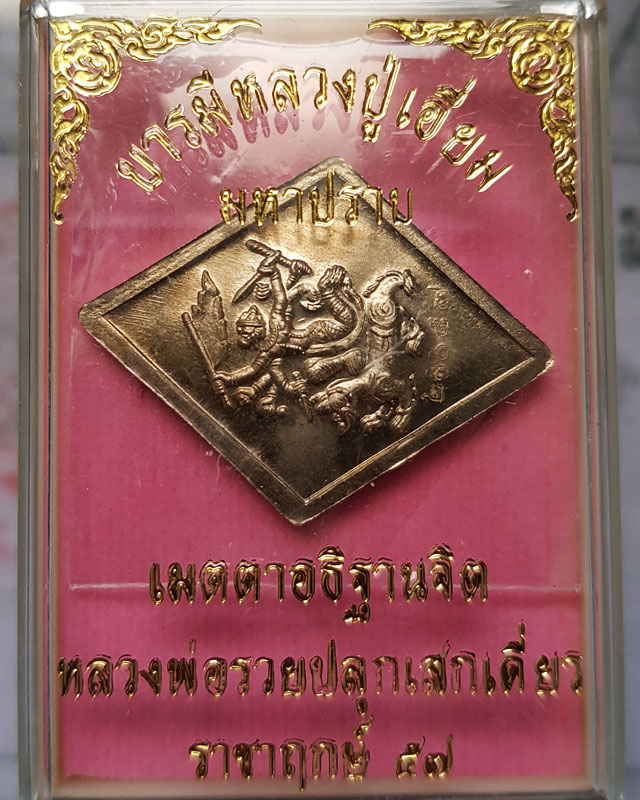 บารมีหลวงปู่เอี่ยม
มหาปราบ
เมตตาอธิฐานจิต
หลวงพ่อรวยปลุกเสกเดี่ยว
ราชาฤกษ์ ๕๗